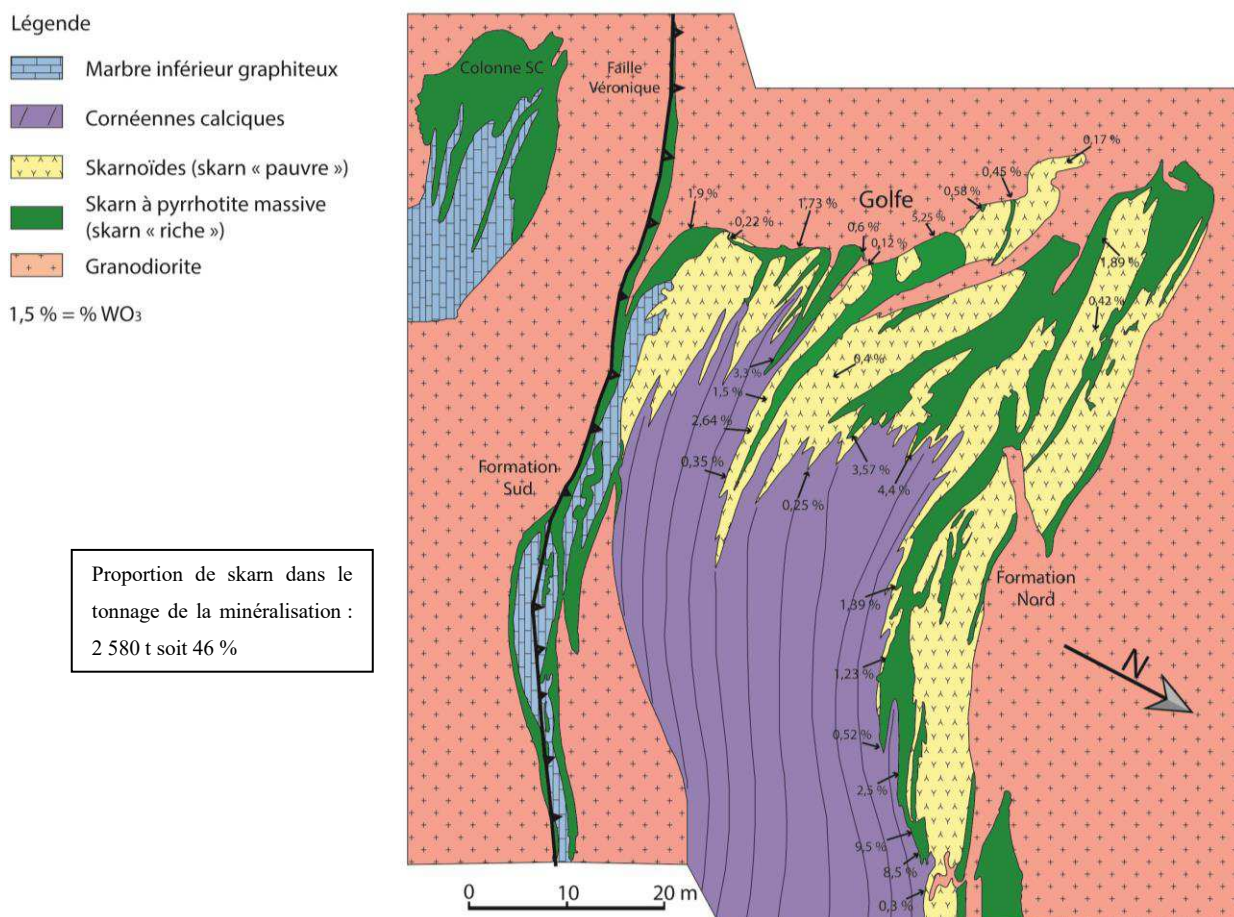 Légende
Marbre inférieur graphiteux
Cornéennes calciques
Skarnoïdes (skarn « pauvre »)
Skarn à pyrrhotite massive
(skarn « riche »)
Granodiorite
1,5 % = % WO3
Proportion de skarn dans le
tonnage de la minéralisation :
2 580 t soit 46 %
Colonne SC
Faille
Véronique
0,17 %
0,45 %
0,58 %
Golfe
5,25 %
1,9 %
0,22 %
1,73 %
0,6 %
0,12 %
1,89 %
0,42 %
0,4 %
3,3 %
1,5 %
2,64 %
0,35 %
3,57 %
4,4 %
0,25 %
Formation
Sud
Formation
Nord
1,39 %
1,23 %
0,52 %
2,5 %
9,5 %
8,5 %
0,3 %
N
0 10 20 m